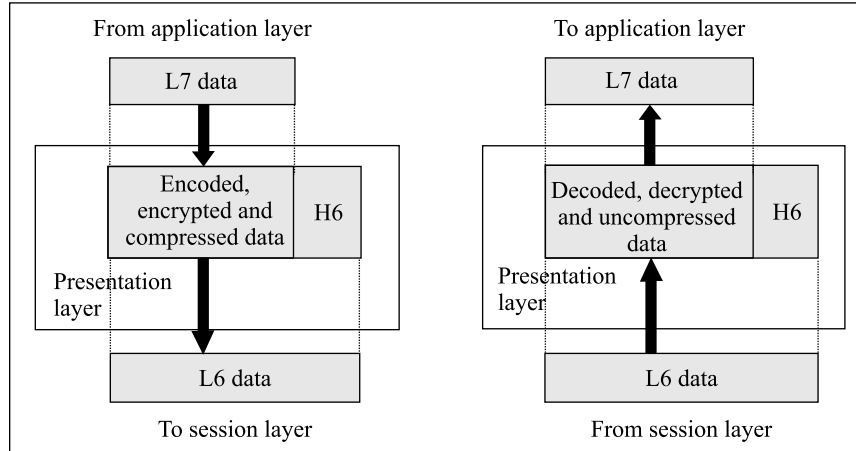 From application layer
L7 data
Encoded,
encrypted and
compressed data
H6
Presentation
layer
L6 data
To session layer
To application layer
L7 data
Decoded, decrypted
and uncompressed
data
H6
Presentation
layer
L6 data
From session layer